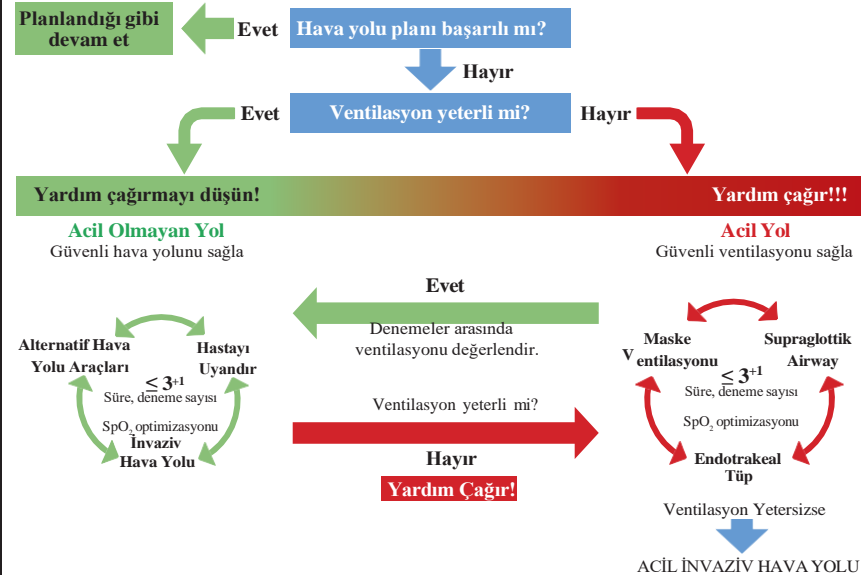 Planlandığı gibi
devam et
Evet
Hava yolu planı başarılı mı?
Hayır
Evet
Ventilasyon yeterli mi?
Hayır
Yardım çağırmayı düşün!
Yardım çağır!!!
Acil Olmayan Yol
Güvenli hava yolunu sağla
Acil Yol
Güvenli ventilasyonu sağla
Evet
Denemeler arasında
ventilasyonu değerlendir.
Alternatif Hava
Yolu Araçları
Hastayı
Uyandır
≤ 3+1
Süre, deneme sayısı
SpO2 optimizasyonu
İnvaziv
Hava Yolu
Ventilasyon yeterli mi?
Hayır
Yardım Çağır!
Maske
Ventilasyonu
Supraglottik
Airway
≤ 3+1
Süre, deneme sayısı
SpO2 optimizasyonu
Endotrakeal
Tüp
Ventilasyon Yetersizse
ACİL İNVAZİV HAVA YOLU